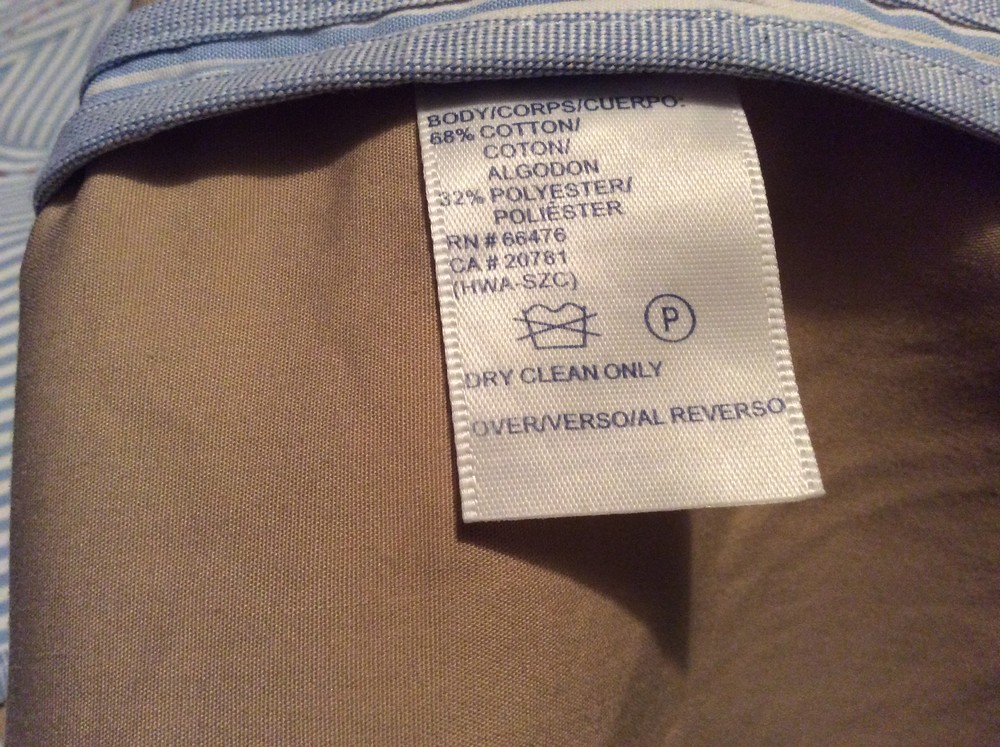 BODY/CORPS/CUERPO:
68% COTTON/
COTON/
ALGODON
32% POLYESTER/
POLIÉSTER
RN # 66476
CA # 20781
(HWA-SZC)
P
DRY CLEAN ONLY
OVER/VERSO/AL REVERSO